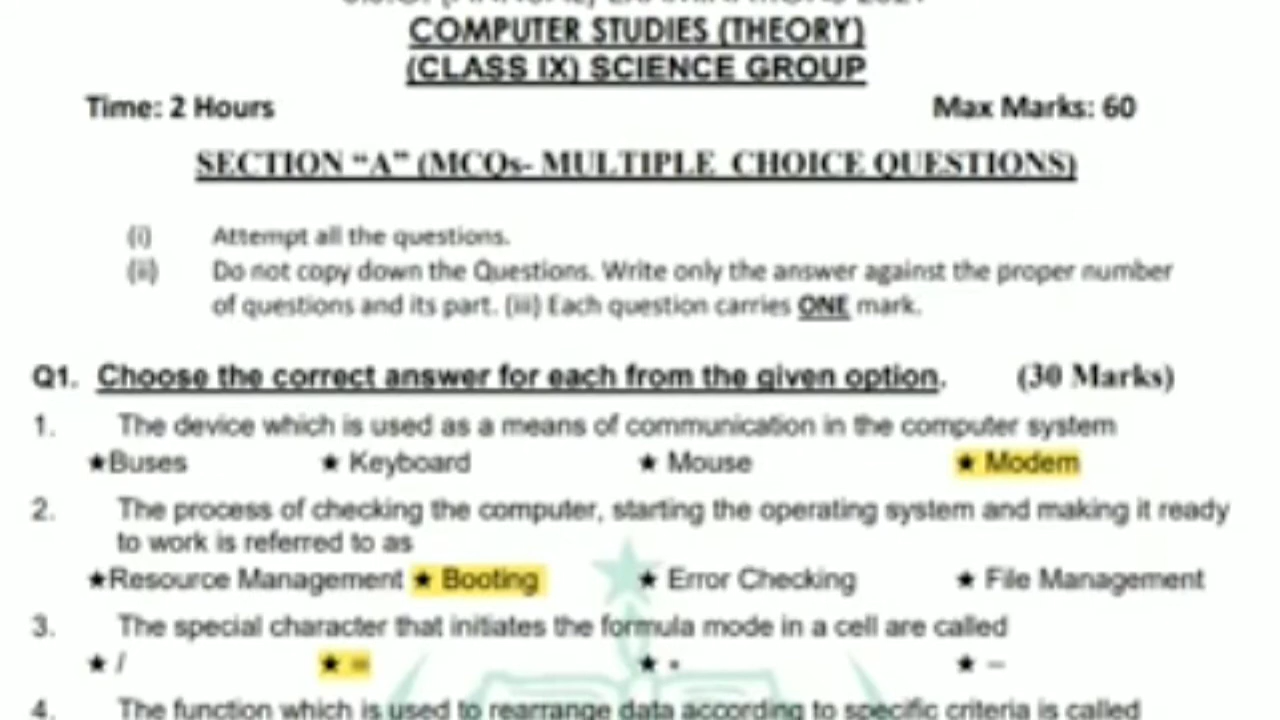 COMPUTER STUDIES (THEORY)
(CLASS IX) SCIENCE GROUP
Time: 2 Hours Max Marks: 60
SECTION “A” (MCQs- MULTIPLE CHOICE QUESTIONS)
(i) Attempt all the questions.
(ii) Do not copy down the Questions. Write only the answer against the proper number
of questions and its part. (iii) Each question carries ONE mark.
Q1. Choose the correct answer for each from the given option. (30 Marks)
1. The device which is used as a means of communication in the computer system
★Buses ★ Keyboard ★ Mouse ★ Modem
2. The process of checking the computer, starting the operating system and making it ready
to work is referred to as
★Resource Management ★ Booting ★ Error Checking ★ File Management
3. The special character that initiates the formula mode in a cell are called
★ / ★ = ★ • ★ –
4. The function which is used to rearrange data according to specific criteria is called